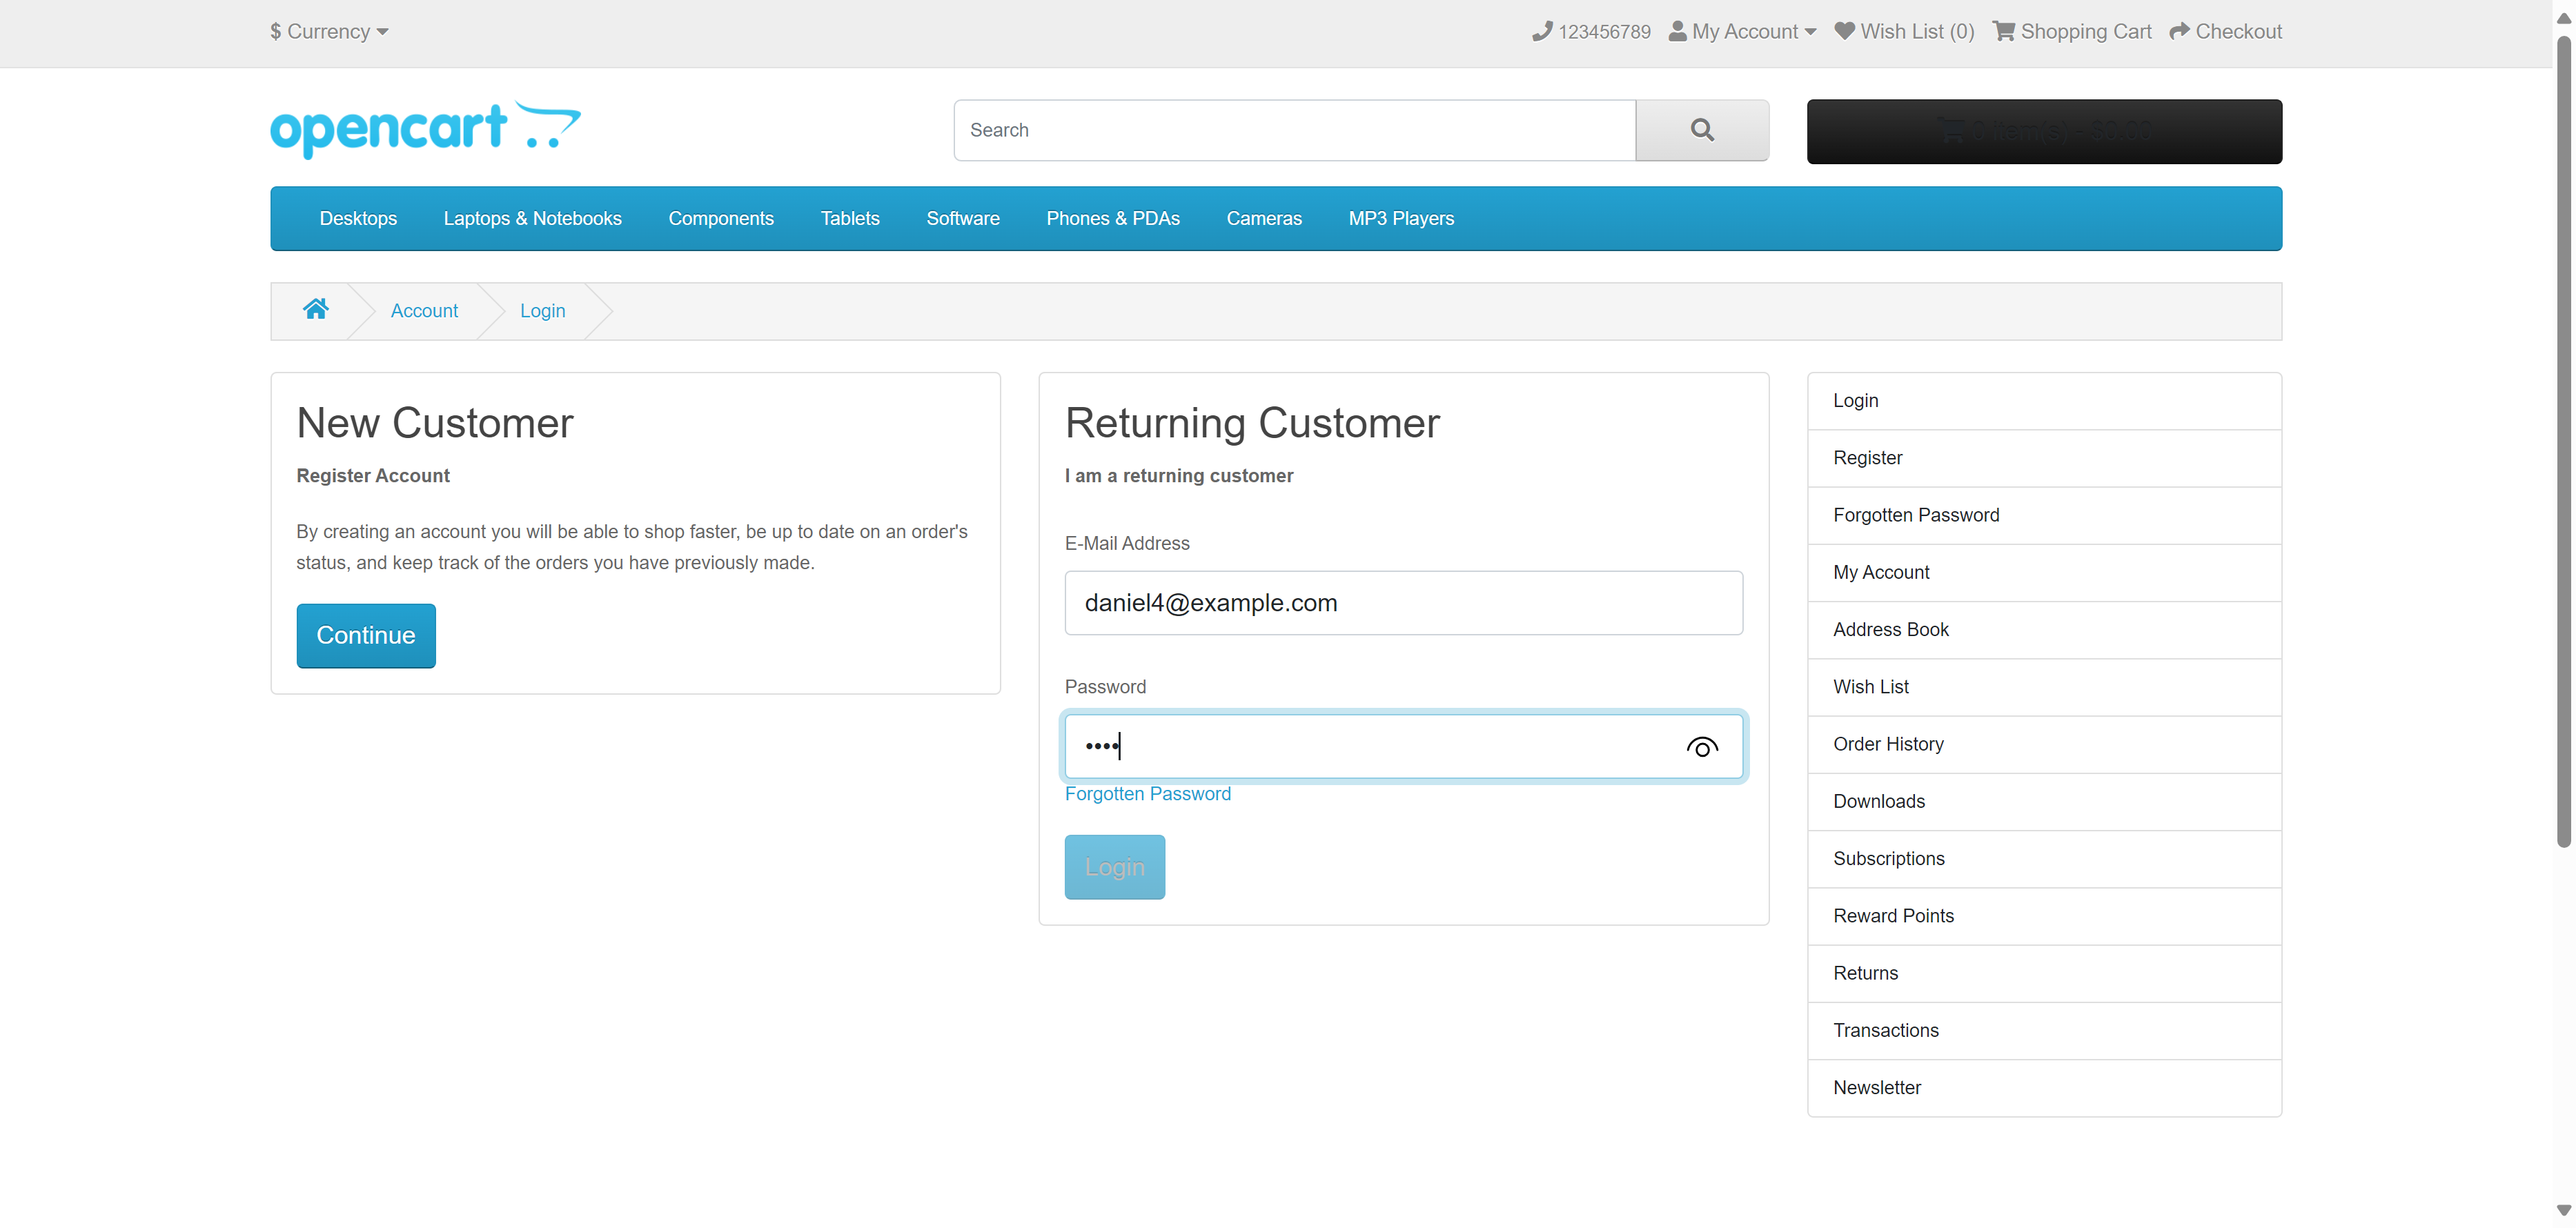 $ Currency
123456789 My Account Wish List (0) Shopping Cart Checkout
opencart
Search
0 item(s) - $0.00
Desktops Laptops & Notebooks Components Tablets Software Phones & PDAs Cameras MP3 Players
Account Login
New Customer
Register Account
By creating an account you will be able to shop faster, be up to date on an order's
status, and keep track of the orders you have previously made.
Continue
Returning Customer
I am a returning customer
E-Mail Address
daniel4@example.com
Password
••••
Forgotten Password
Login
Login
Register
Forgotten Password
My Account
Address Book
Wish List
Order History
Downloads
Subscriptions
Reward Points
Returns
Transactions
Newsletter